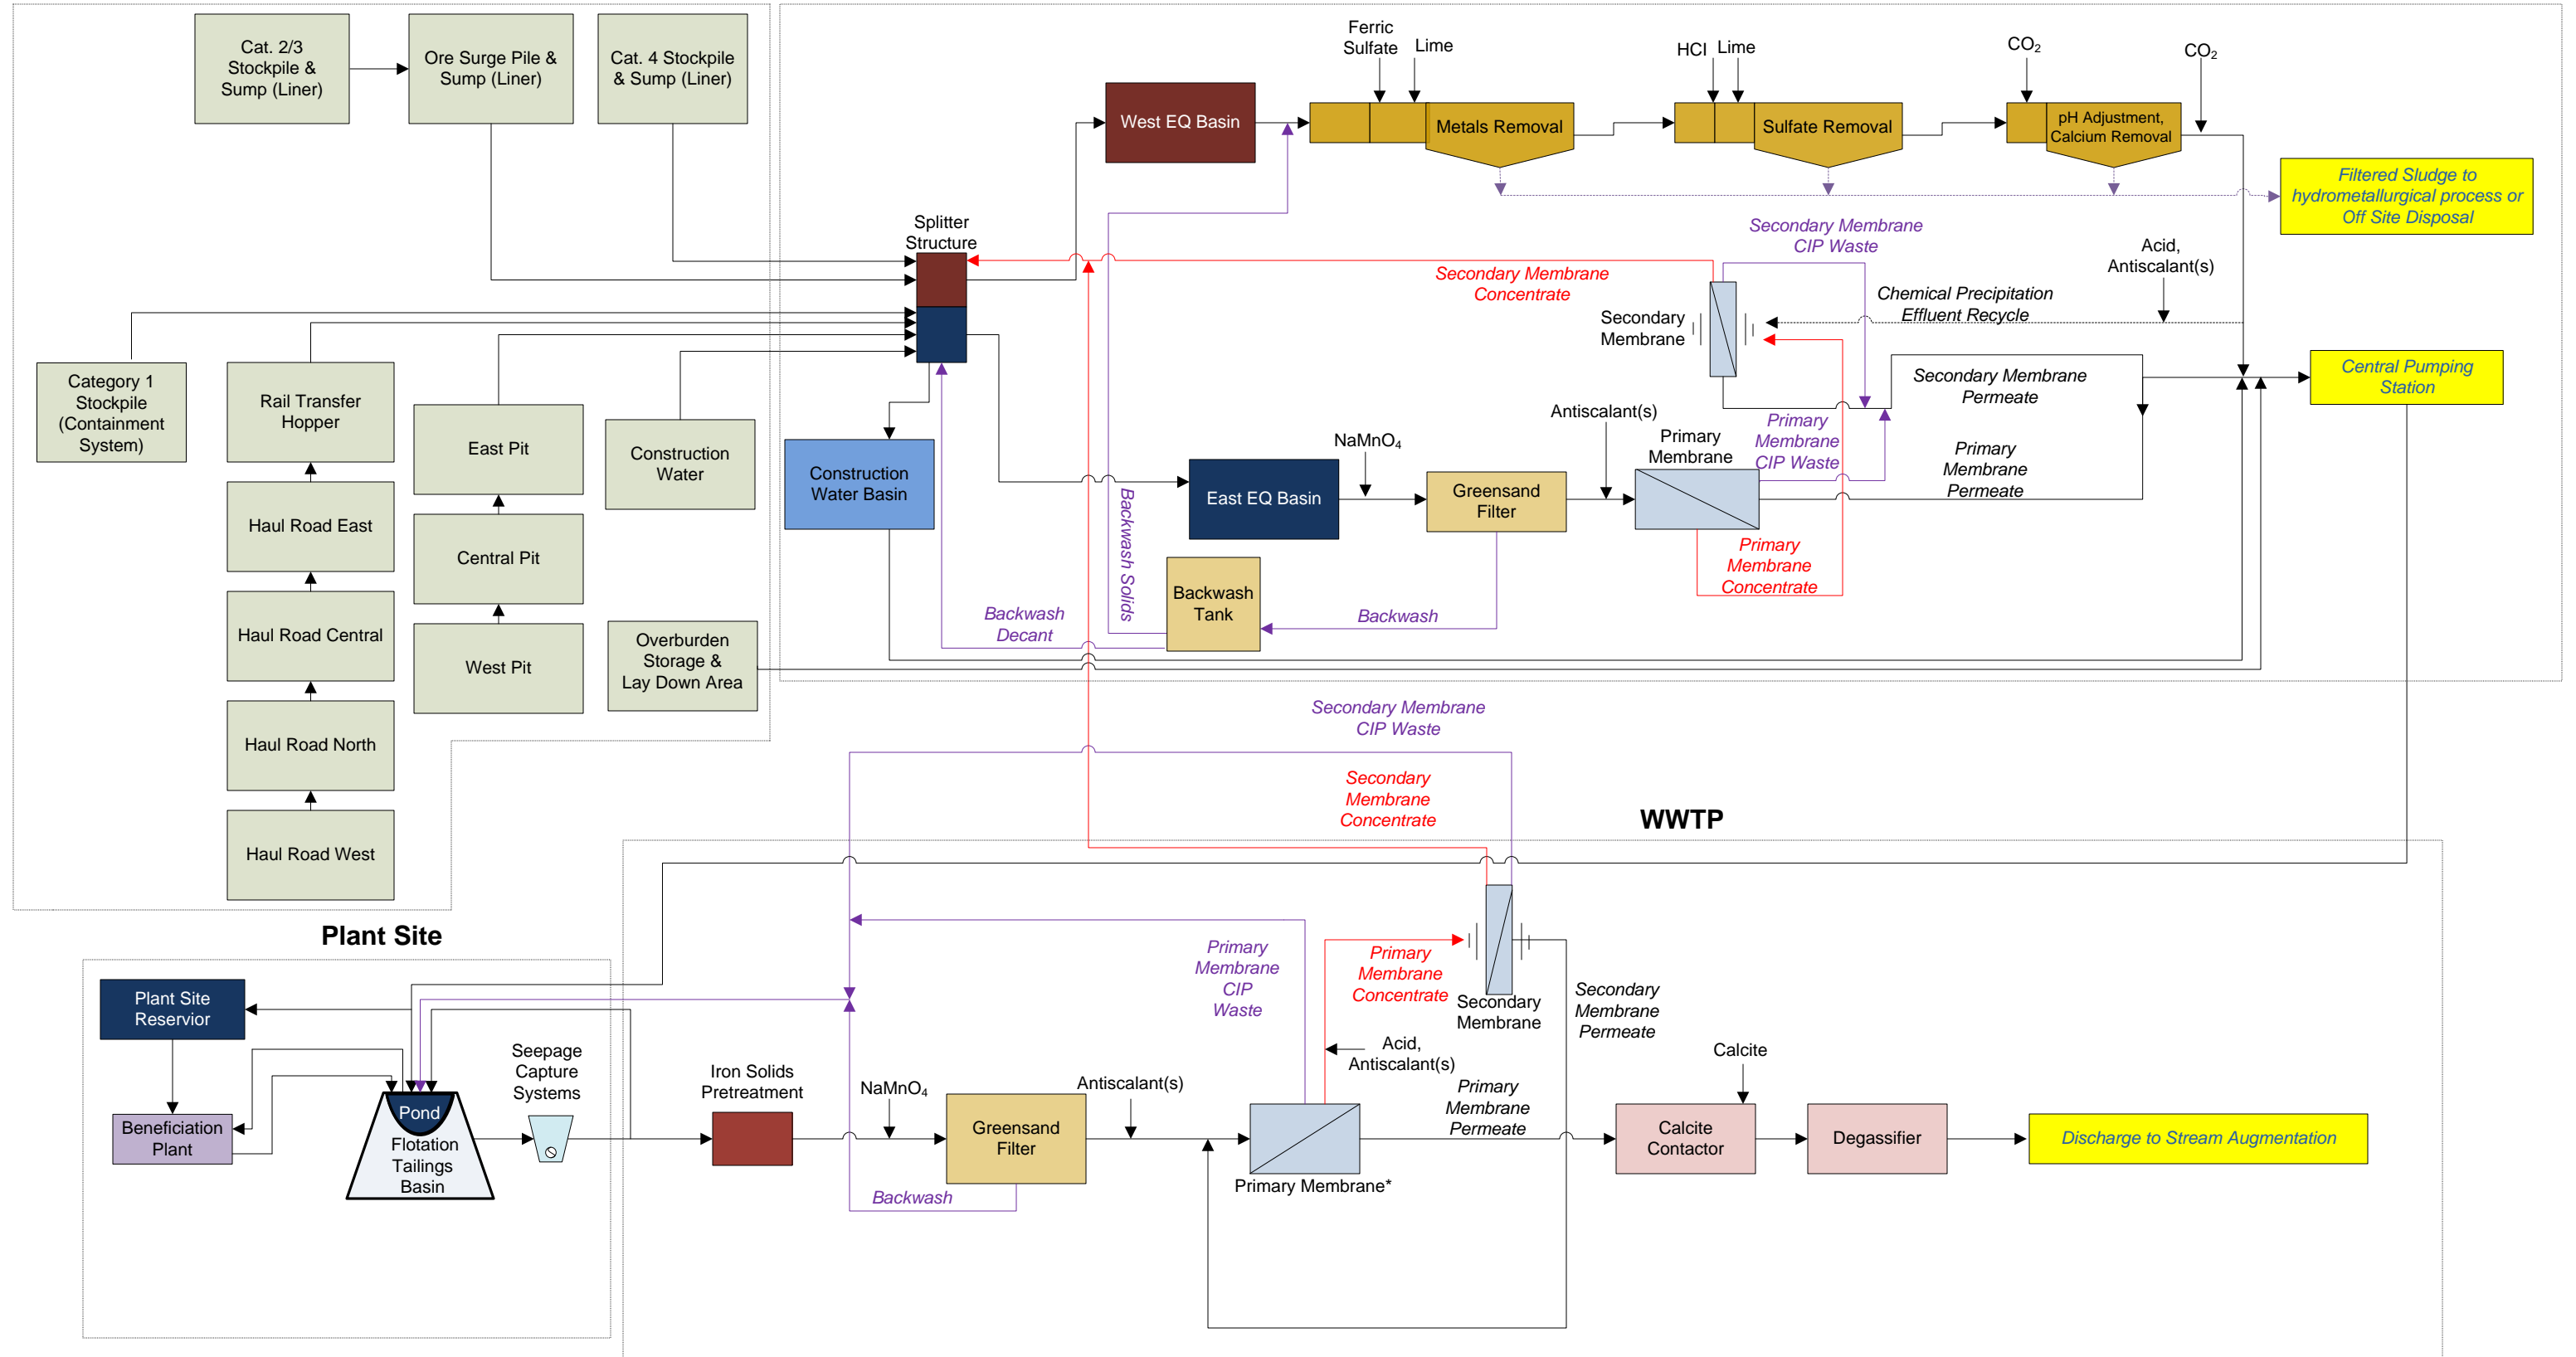 Cat. 2/3
Stockpile &
Sump (Liner)
Ore Surge Pile &
Sump (Liner)
Cat. 4 Stockpile
& Sump (Liner)
Category 1
Stockpile
(Containment
System)
Rail Transfer
Hopper
Haul Road East
Haul Road Central
Haul Road North
Haul Road West
East Pit
Central Pit
West Pit
Construction
Water
Overburden
Storage &
Lay Down Area
Splitter
Structure
Construction
Water Basin
West EQ Basin
Ferric
Sulfate
Lime
Metals Removal
HCl
Lime
Sulfate Removal
CO2
pH Adjustment,
Calcium Removal
CO2
Filtered Sludge to
hydrometallurgical process or
Off Site Disposal
Secondary Membrane
CIP Waste
Secondary Membrane
Concentrate
Acid,
Antiscalant(s)
Chemical Precipitation
Effluent Recycle
Secondary
Membrane
Secondary Membrane
Permeate
Central Pumping
Station
East EQ Basin
NaMnO4
Greensand
Filter
Antiscalant(s)
Primary
Membrane
Primary
Membrane
CIP Waste
Primary
Membrane
Permeate
Primary
Membrane
Concentrate
Backwash
Tank
Backwash
Backwash Solids
Backwash
Decant
Secondary Membrane
CIP Waste
Secondary
Membrane
Concentrate
WWTP
Plant Site
Plant Site
Reservior
Beneficiation
Plant
Pond
Flotation
Tailings
Basin
Seepage
Capture
Systems
Iron Solids
Pretreatment
NaMnO4
Greensand
Filter
Backwash
Antiscalant(s)
Primary
Membrane
CIP
Waste
Primary
Membrane
Concentrate
Acid,
Antiscalant(s)
Primary Membrane*
Secondary
Membrane
Secondary
Membrane
Permeate
Primary
Membrane
Permeate
Calcite
Calcite
Contactor
Degassifier
Discharge to Stream Augmentation